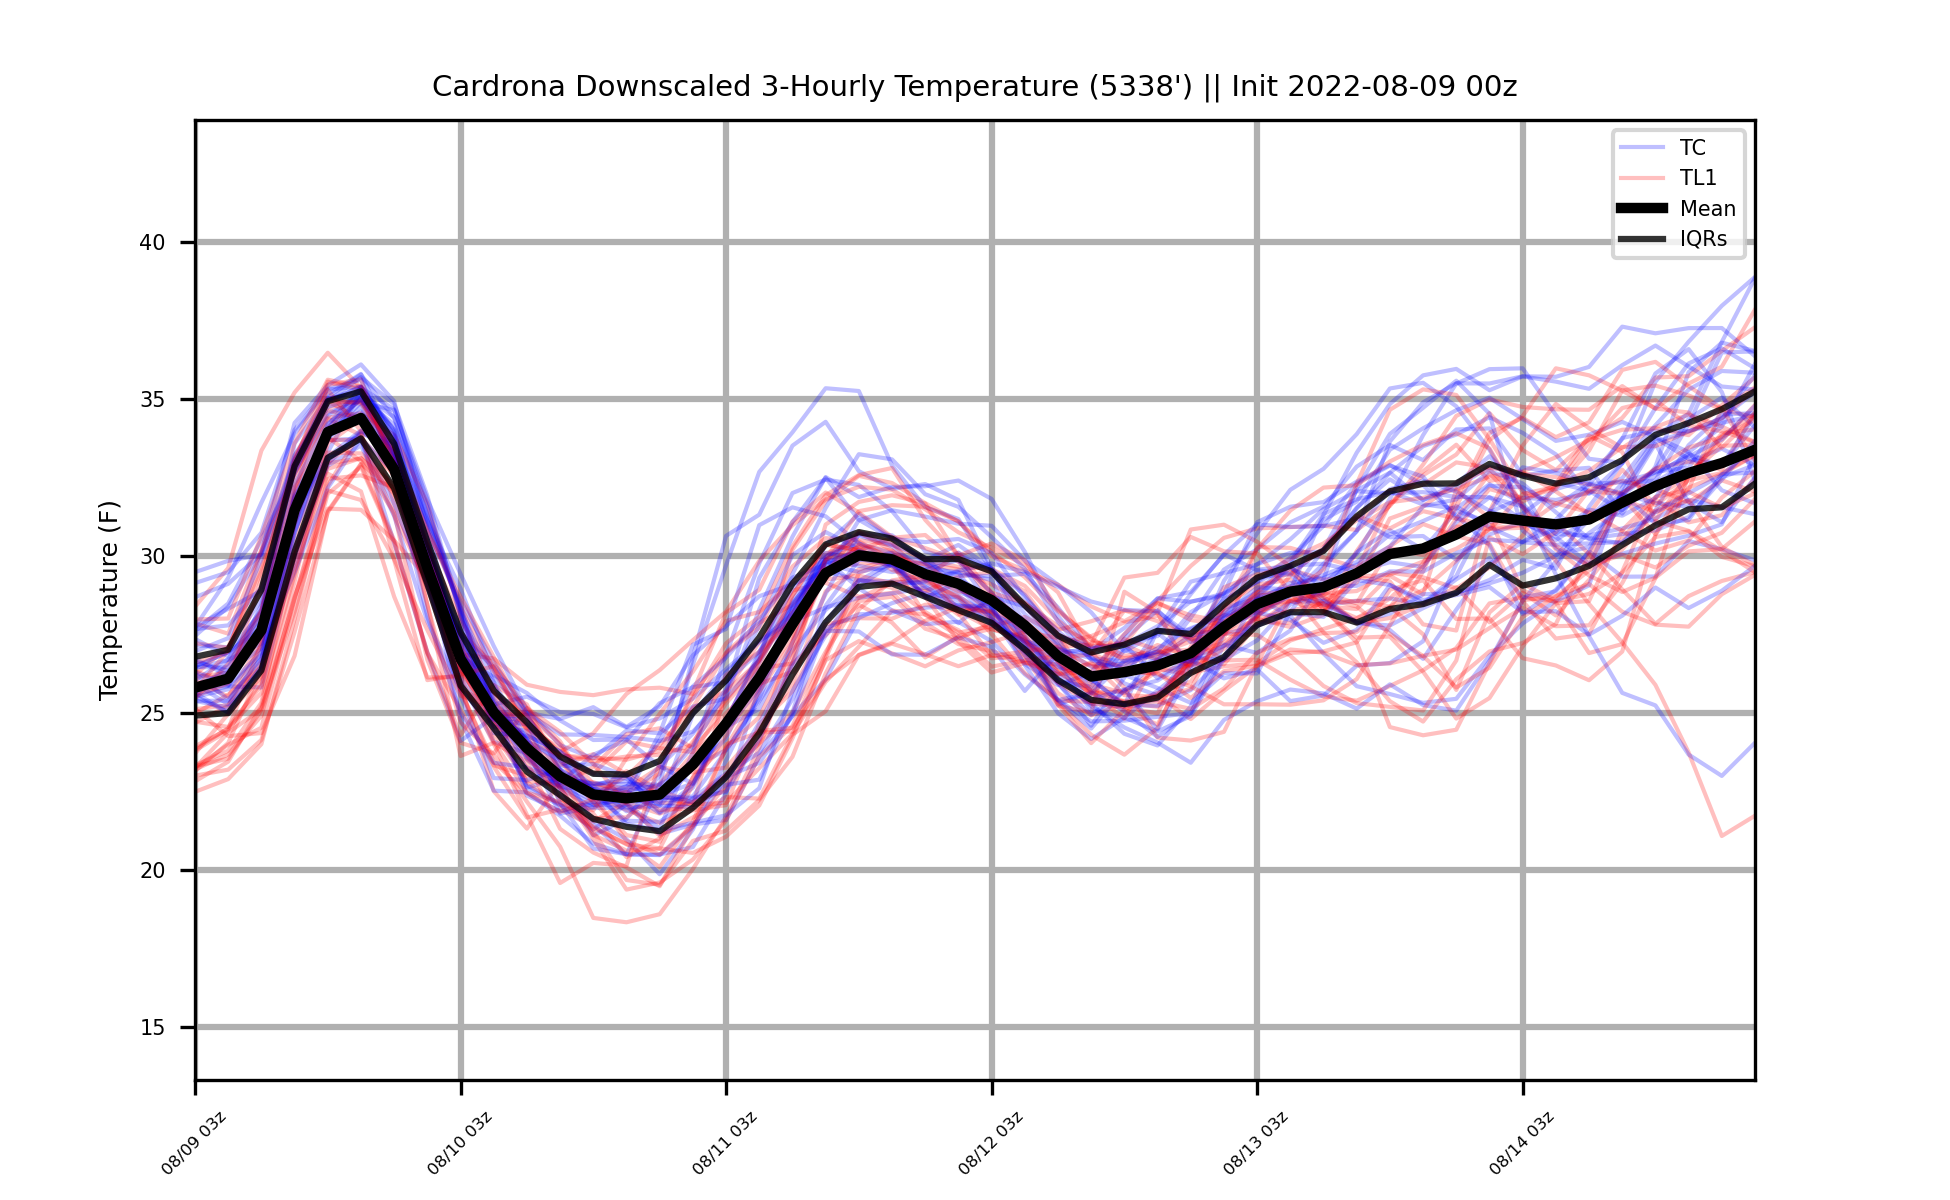 Cardrona Downscaled 3-Hourly Temperature (5338') || Init 2022-08-09 00z
TC
TL1
Mean
IQRs
Temperature (F)
40
35
30
25
20
15
08/09 03z
08/10 03z
08/11 03z
08/12 03z
08/13 03z
08/14 03z